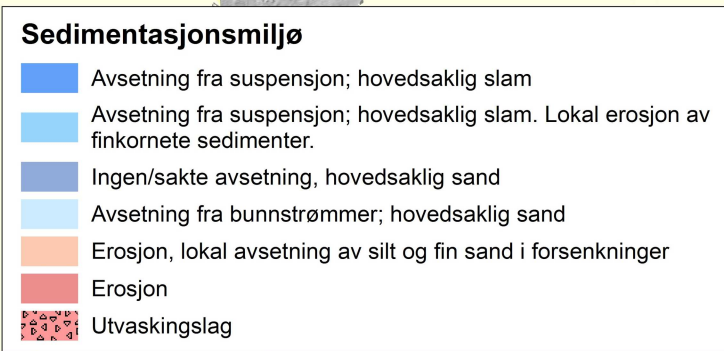 Sedimentasjonsmiljø
Avsetning fra suspensjon; hovedsaklig slam
Avsetning fra suspensjon; hovedsaklig slam. Lokal erosjon av
finkornete sedimenter.
Ingen/sakte avsetning, hovedsaklig sand
Avsetning fra bunnstrømmer; hovedsaklig sand
Erosjon, lokal avsetning av silt og fin sand i forsenkninger
Erosjon
Utvaskingslag